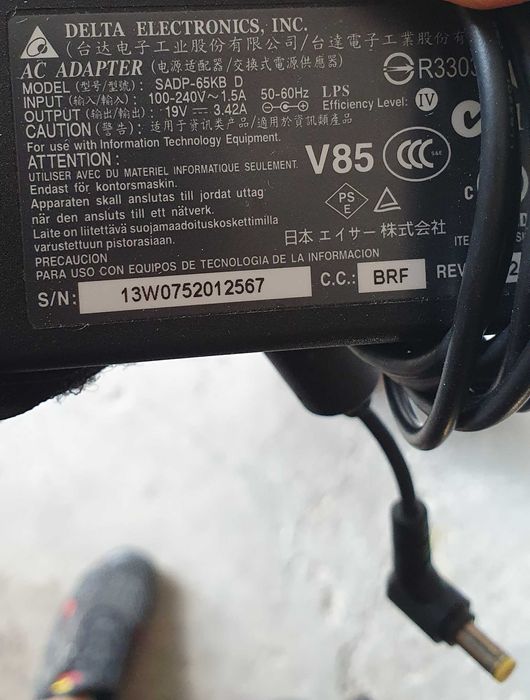 DELTA ELECTRONICS, INC.
(台达电子工业股份有限公司/台達電子工業股份有
AC ADAPTER (电源适配器/交換式電源供應器)
MODEL (型号/型號): SADP-65KB D
INPUT (输入/輸入): 100-240V~1.5A 50-60Hz LPS
OUTPUT (输出/輸出): 19V ⎓ 3.42A Efficiency Level: IV
R3303
CAUTION (警告): 适用于资讯类产品/適用於資訊類產品
For use with Information Technology Equipment.
ATTENTION :
UTILISER AVEC DU MATERIEL INFORMATIQUE SEULEMENT.
Endast för kontorsmaskin.
Apparaten skall anslutas till jordat uttag
när den ansluts till ett nätverk.
Laite on liitettävä suojamaadoituskoskettimilla
varustettuun pistorasiaan.
V85
CCC S&E
PS E
日本 エイサー 株式会社
PRECAUCION
PARA USO CON EQUIPOS DE TECNOLOGIA DE LA INFORMACION
S/N: 13W0752012567 C.C.: BRF REV 2
ITE